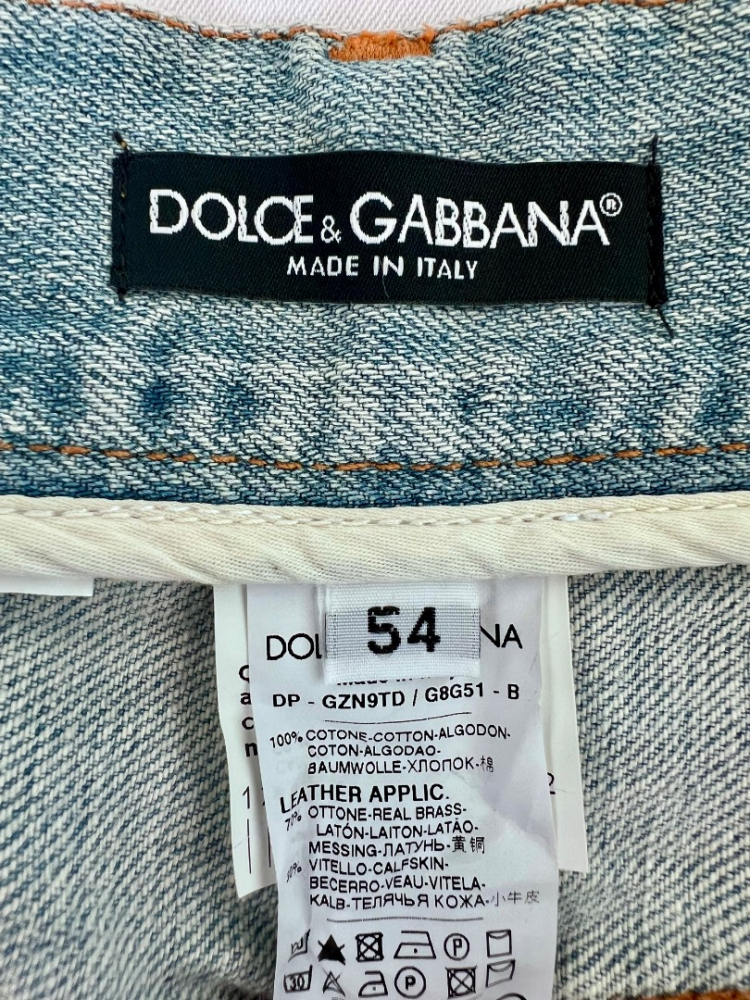 DOLCE & GABBANA®
MADE IN ITALY
54
DP - GZN9TD / G8G51 - B
100% COTONE-COTTON-ALGODON-
COTON-ALGODAO-
BAUMWOLLE-ХЛОПОК-棉
LEATHER APPLIC.
OTTONE-REAL BRASS-
LATÓN-LAITON-LATÃO-
MESSING-ЛАТУНЬ-黄铜
VITELLO-CALFSKIN-
BECERRO-VEAU-VITELA-
KALB-ТЕЛЯЧЬЯ КОЖА-小牛皮